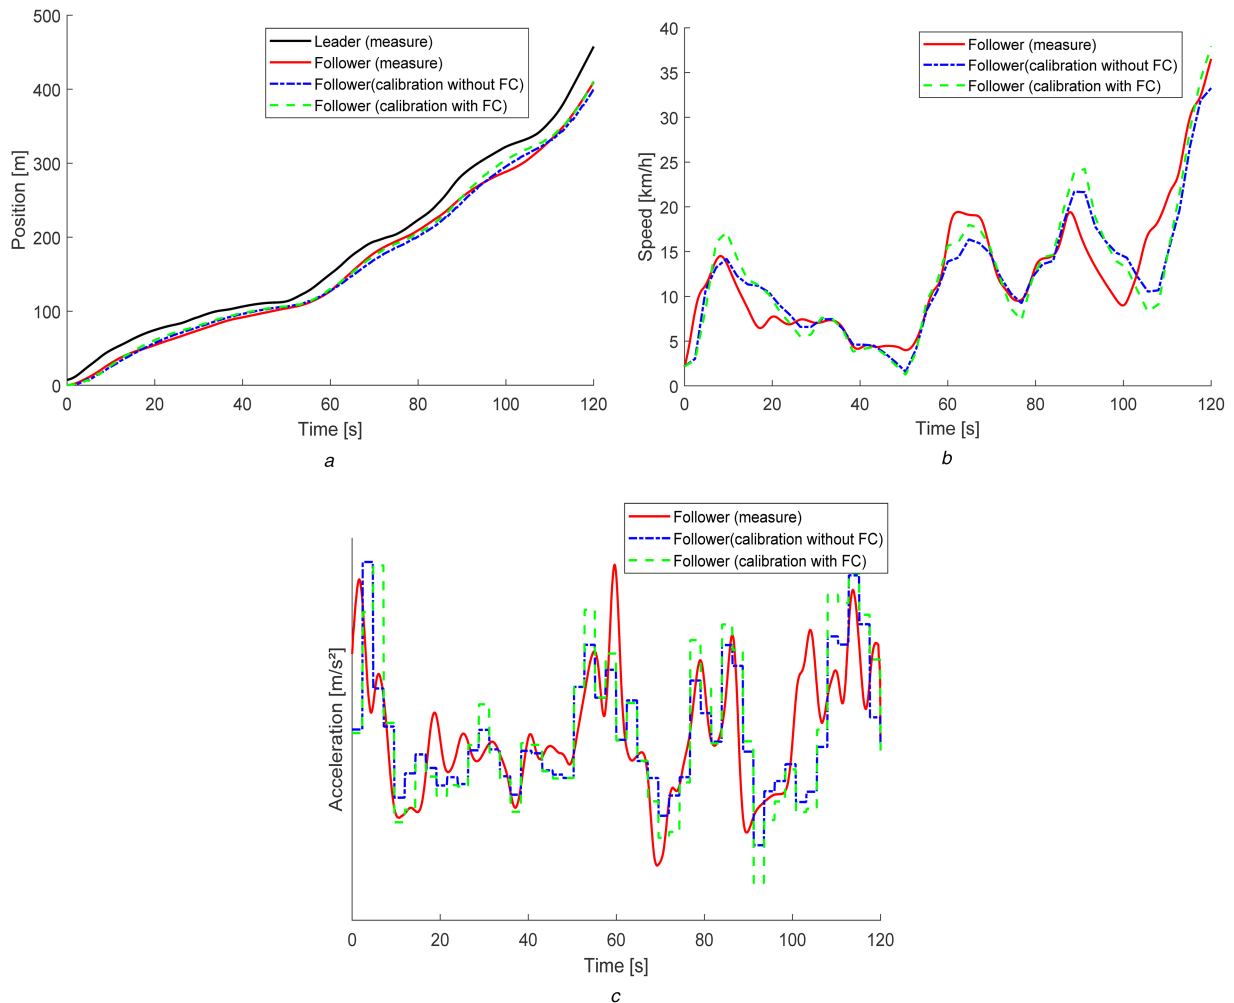 500
400
300
200
100
0
Position [m]
Leader (measure)
Follower (measure)
Follower(calibration without FC)
Follower (calibration with FC)
0 20 40 60 80 100 120
Time [s]
a
40
35
30
25
20
15
10
5
0
Speed [km/h]
Follower (measure)
Follower(calibration without FC)
Follower (calibration with FC)
0 20 40 60 80 100 120
Time [s]
b
Acceleration [m/s²]
Follower (measure)
Follower(calibration without FC)
Follower (calibration with FC)
0 20 40 60 80 100 120
Time [s]
c